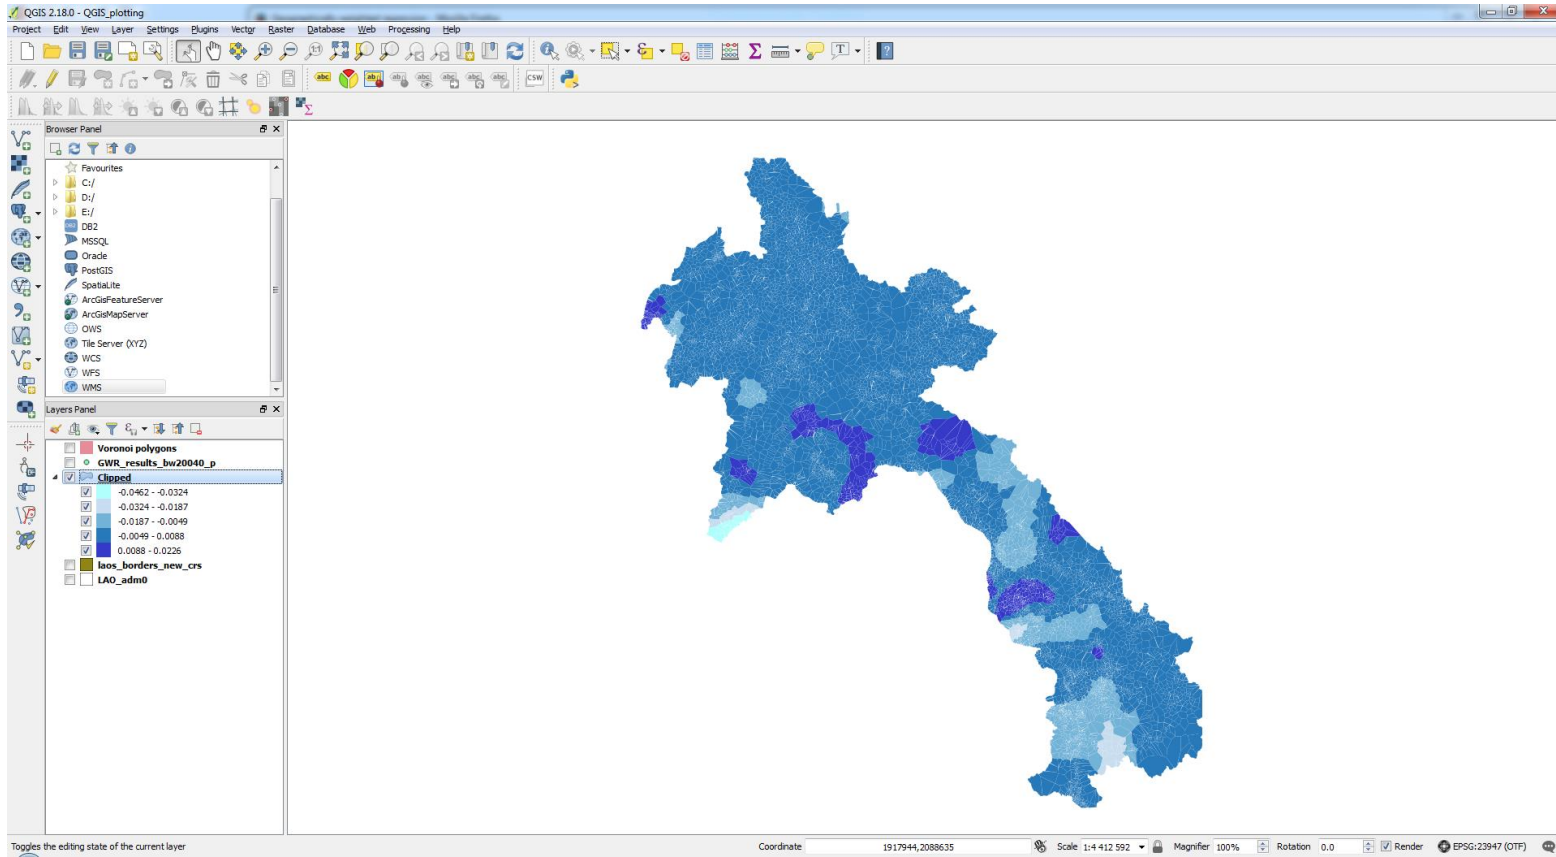 QGIS 2.18.0 - QGIS_plotting
Project Edit View Layer Settings Plugins Vector Raster Database Web Processing Help
Browser Panel
Favourites
C:/
D:/
E:/
DB2
MSSQL
Oracle
PostGIS
SpatiaLite
ArcGisFeatureServer
ArcGisMapServer
OWS
Tile Server (XYZ)
WCS
WFS
WMS
Layers Panel
Voronoi polygons
GWR_results_bw20040_p
Clipped
-0.0462 - -0.0324
-0.0324 - -0.0187
-0.0187 - -0.0049
-0.0049 - 0.0088
0.0088 - 0.0226
laos_borders_new_crs
LAO_adm0
Toggles the editing state of the current layer
Coordinate 1917944,2088635 Scale 1:4 412 592 Magnifier 100% Rotation 0.0 Render EPSG:23947 (OTF)